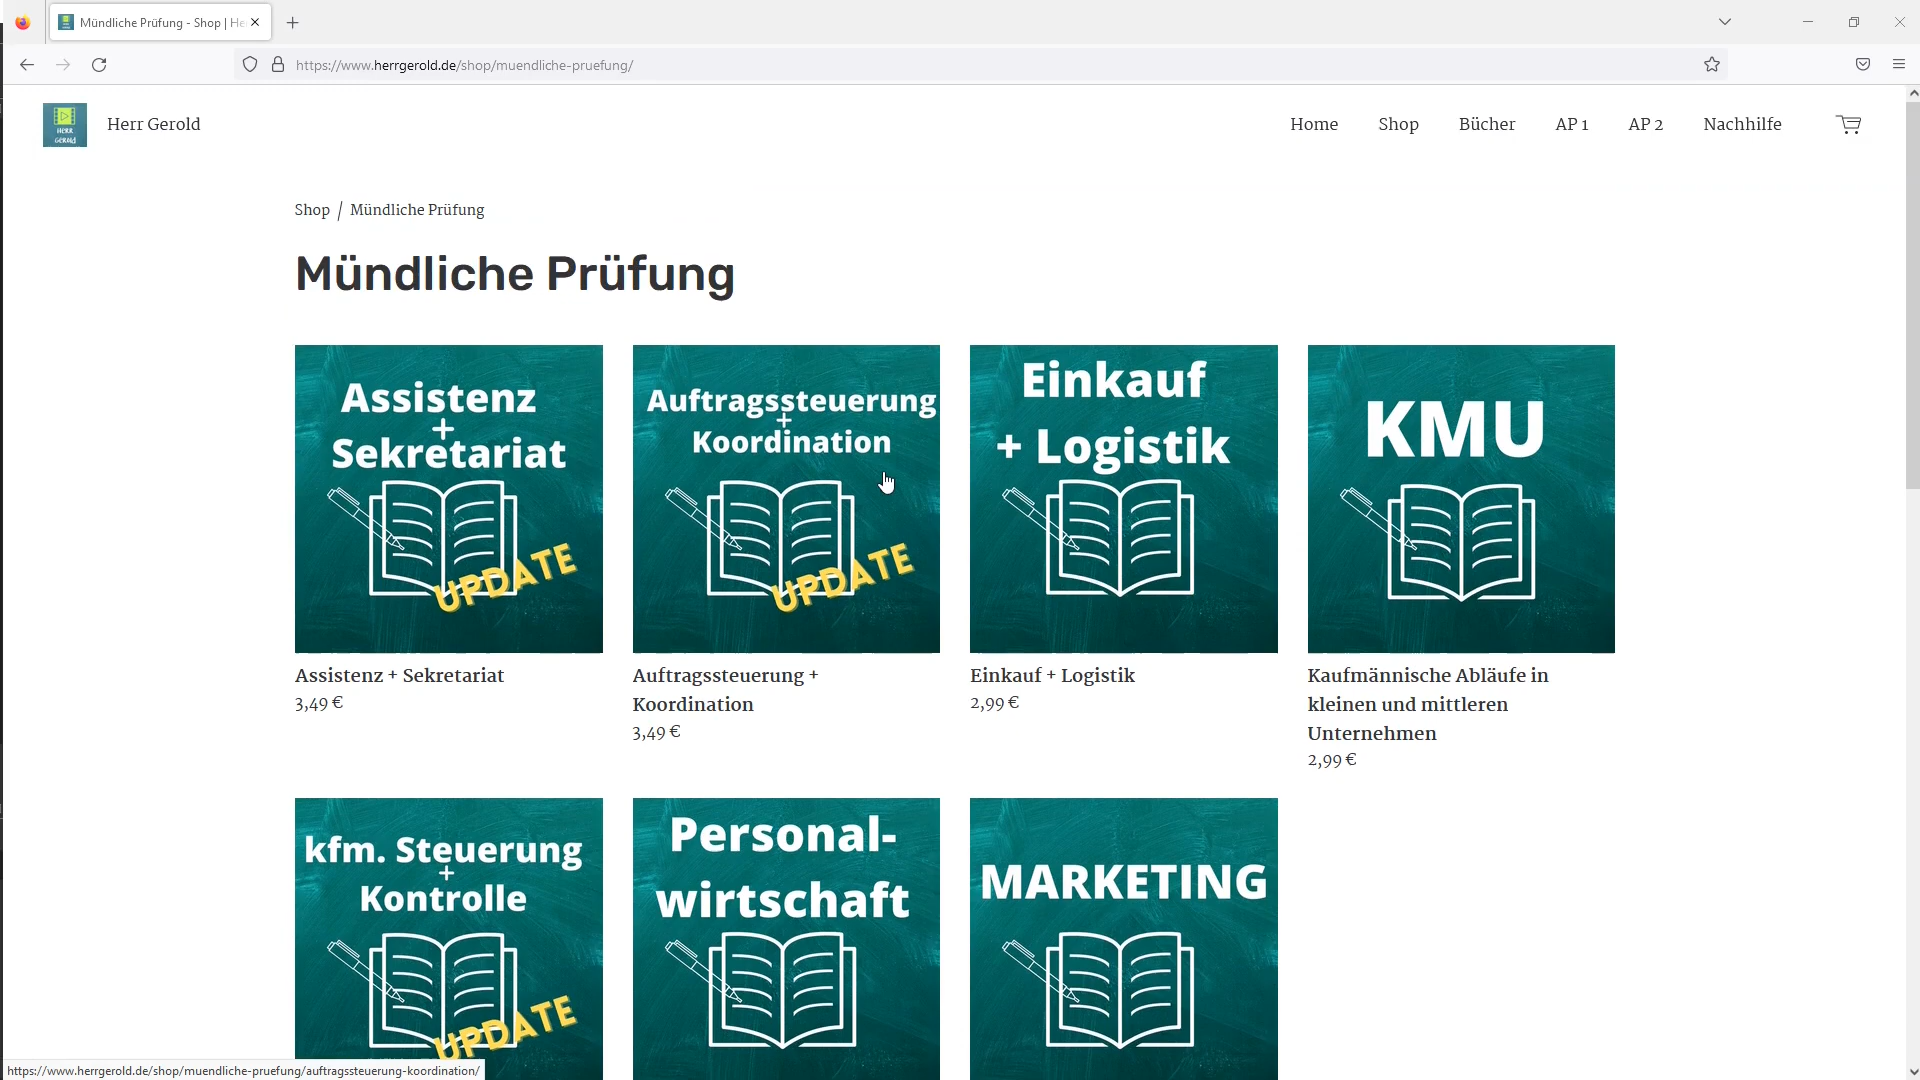 Mündliche Prüfung - Shop | He
https://www.herrgerold.de/shop/muendliche-pruefung/
HERR
GEROLD
Herr Gerold
Home
Shop
Bücher
AP 1
AP 2
Nachhilfe
Shop / Mündliche Prüfung
Mündliche Prüfung
Assistenz
+
Sekretariat
UPDATE
Auftragssteuerung
+
Koordination
UPDATE
Einkauf
+ Logistik
KMU
Assistenz + Sekretariat
3,49 €
Auftragssteuerung +
Koordination
3,49 €
Einkauf + Logistik
2,99 €
Kaufmännische Abläufe in
kleinen und mittleren
Unternehmen
2,99 €
kfm. Steuerung
+
Kontrolle
UPDATE
Personal-
wirtschaft
MARKETING
https://www.herrgerold.de/shop/muendliche-pruefung/auftragssteuerung-koordination/